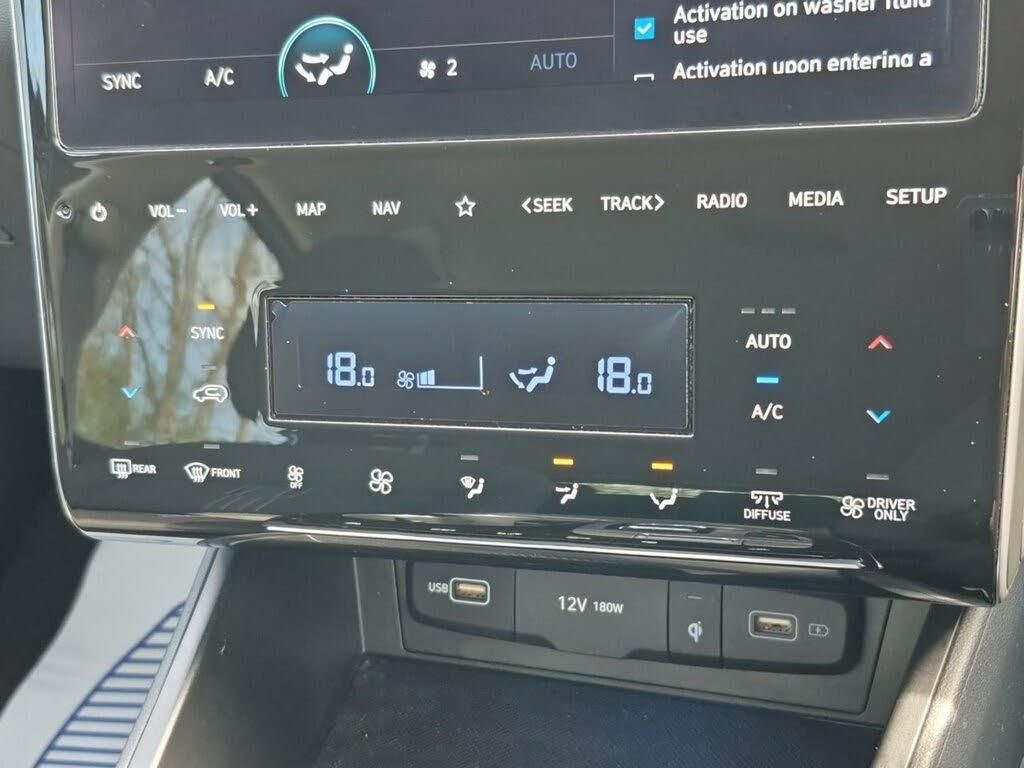 Activation on washer fluid
use
Activation upon entering a
SYNC A/C 2 AUTO
VOL- VOL+ MAP NAV <SEEK TRACK> RADIO MEDIA SETUP
SYNC AUTO
18.0 18.0
A/C
REAR FRONT OFF DIFFUSE DRIVER
ONLY
USB 12V 180W qi